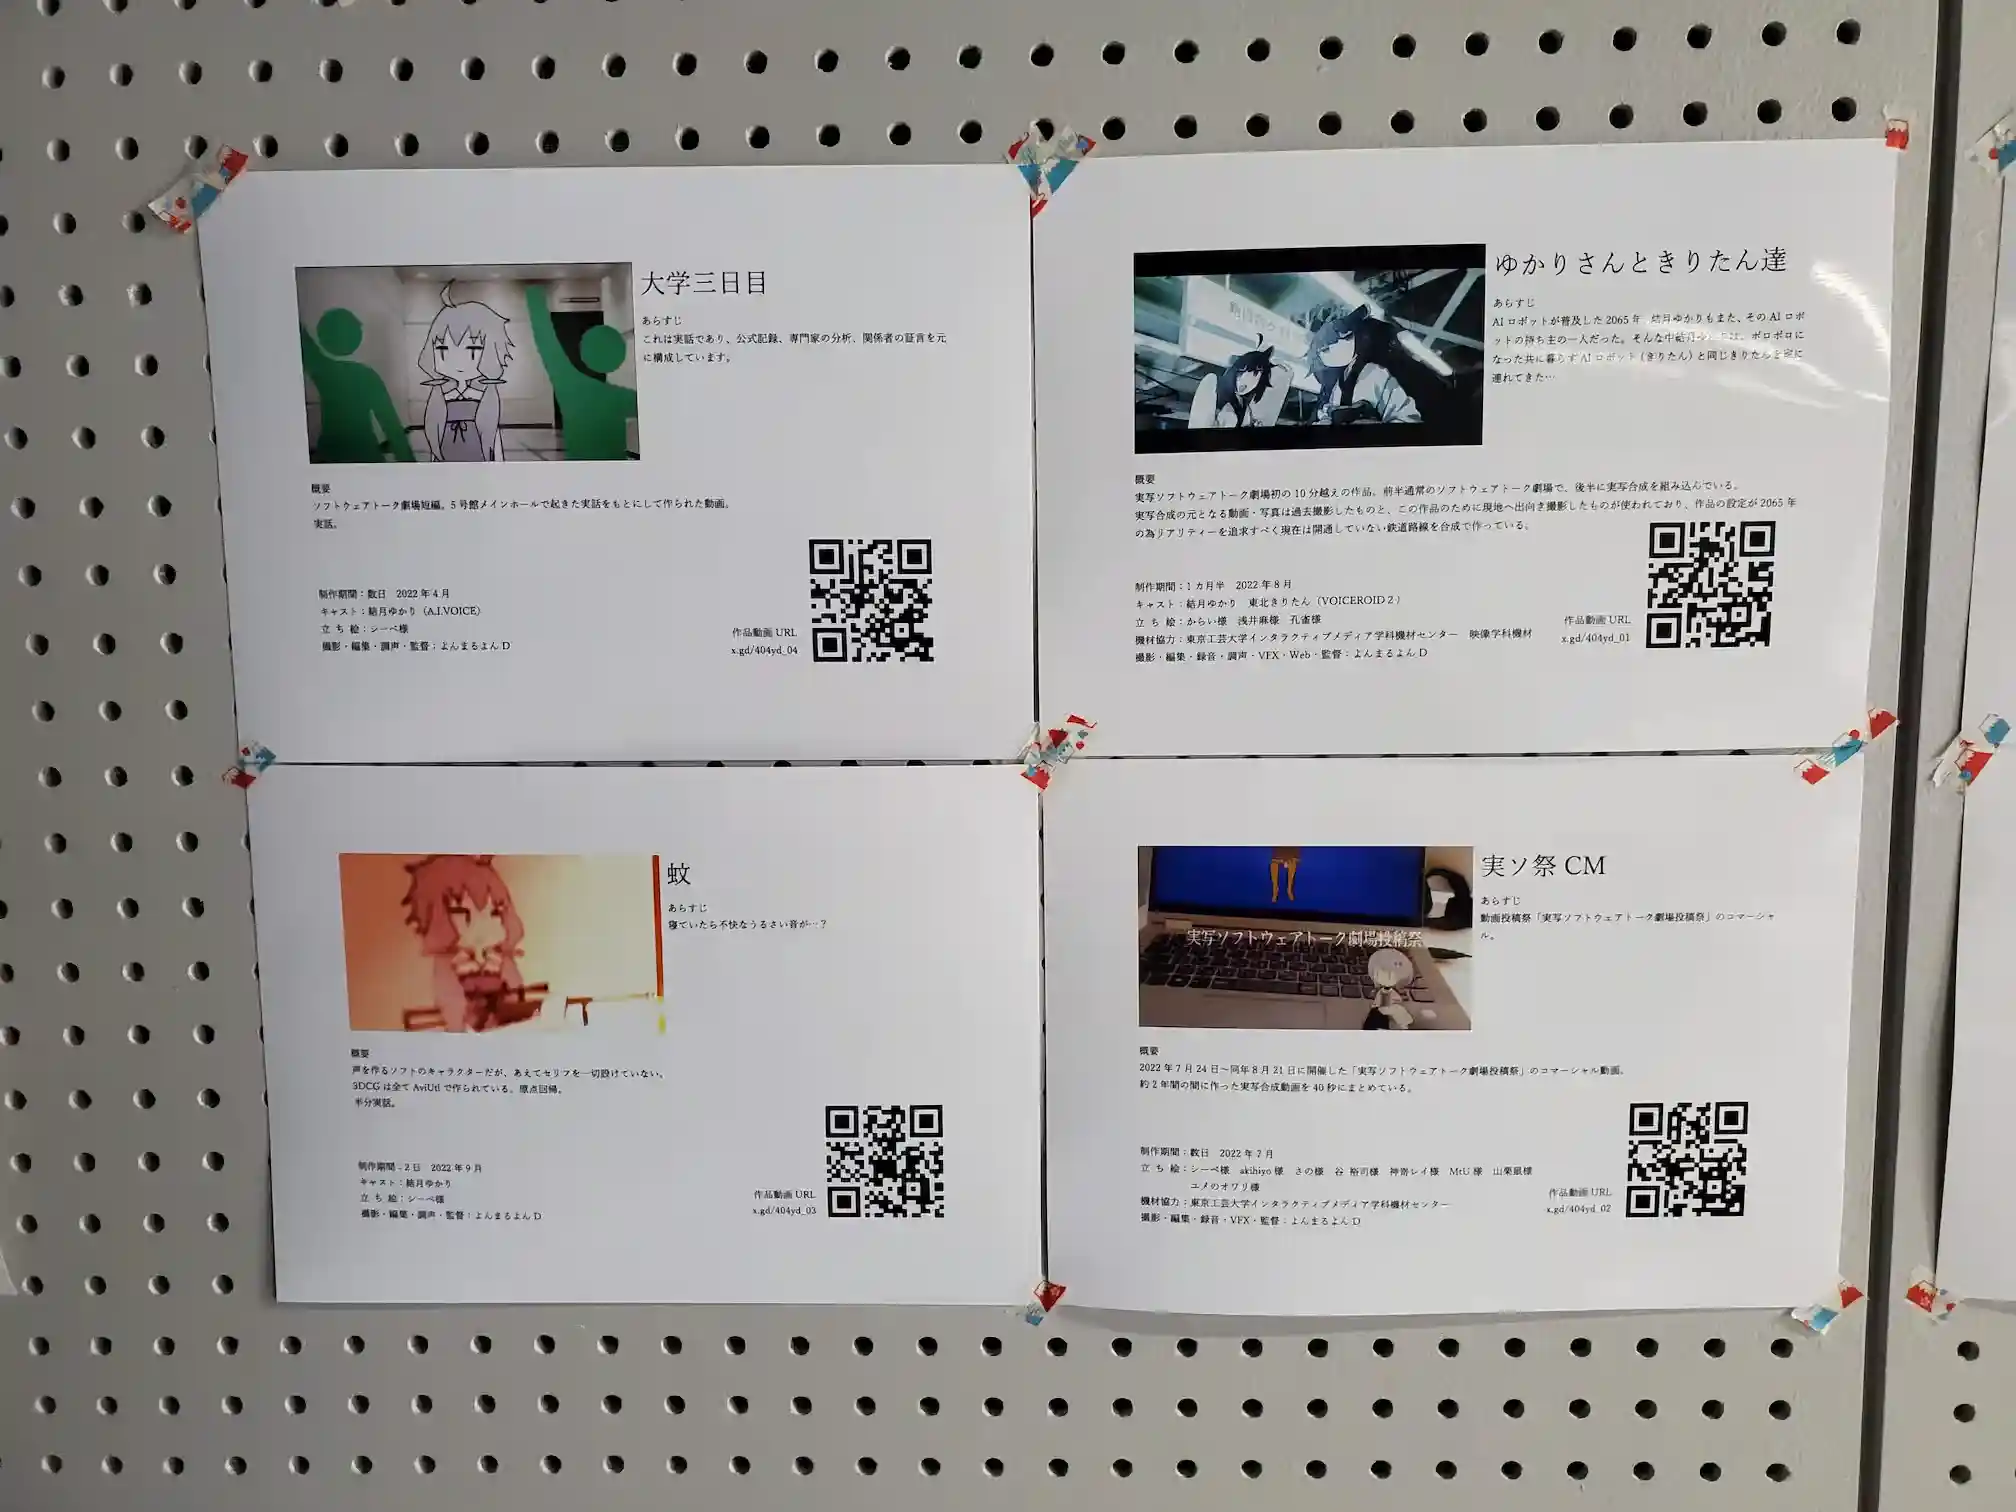 大学三日目
あらすじ
これは実話であり、公式記録、専門家の分析、関係者の証言を元
に構成しています。
概要
ソフトウェアトーク劇場短編。5号館メインホールで起きた実話をもとにして作られた動画。
実話。
制作期間：数日　2022年4月
キャスト：結月ゆかり（A.I.VOICE）
立 ち 絵：シーペ様
撮影・編集・調声・監督：よんまるよんD
作品動画 URL
x.gd/404yd_04
ゆかりさんときりたん達
あらすじ
AIロボットが普及した2065年、結月ゆかりもまた、そのAIロボ
ットの持ち主の一人だった。そんな中結月は、ボロボロに
なった共に暮らすAIロボット(きりたん)と同じきりたんを家に
連れてきた…
概要
実写ソフトウェアトーク劇場初の10分越えの作品。前半通常のソフトウェアトーク劇場で、後半に実写合成を組み込んでいる。
実写合成の元となる動画・写真は過去撮影したものと、この作品のために現地へ出向き撮影したものが使われており、作品の設定が2065年
の為リアリティーを追求すべく現在は開通していない鉄道路線を合成で作っている。
制作期間：1カ月半　2022年8月
キャスト：結月ゆかり　東北きりたん（VOICEROID２）
立 ち 絵：からい様　浅井麻様　孔雀様
機材協力：東京工芸大学インタラクティブメディア学科機材センター　映像学科機材
撮影・編集・録音・調声・VFX・Web・監督：よんまるよんD
作品動画 URL
x.gd/404yd_01
蚊
あらすじ
寝ていたら不快なうるさい音が…？
概要
声を作るソフトのキャラクターだが、あえてセリフを一切設けていない。
3DCGは全てAviUtlで作られている。原点回帰。
半分実話。
制作期間：2日　2022年9月
キャスト：結月ゆかり
立 ち 絵：シーペ様
撮影・編集・調声・監督：よんまるよんD
作品動画 URL
x.gd/404yd_03
実写ソフトウェアトーク劇場投稿祭
実ソ祭 CM
あらすじ
動画投稿祭「実写ソフトウェアトーク劇場投稿祭」のコマーシャ
ル。
概要
2022年7月24日～同年8月21日に開催した「実写ソフトウェアトーク劇場投稿祭」のコマーシャル動画。
約2年間の間に作った実写合成動画を40秒にまとめている。
制作期間：数日　2022年7月
立 ち 絵：シーペ様　akihiyo様　さの様　谷 裕司様　神嵜レイ様　MtU様　山栗鼠様
ユメのオワリ様
機材協力：東京工芸大学インタラクティブメディア学科機材センター
撮影・編集・録音・VFX・監督：よんまるよんD
作品動画 URL
x.gd/404yd_02